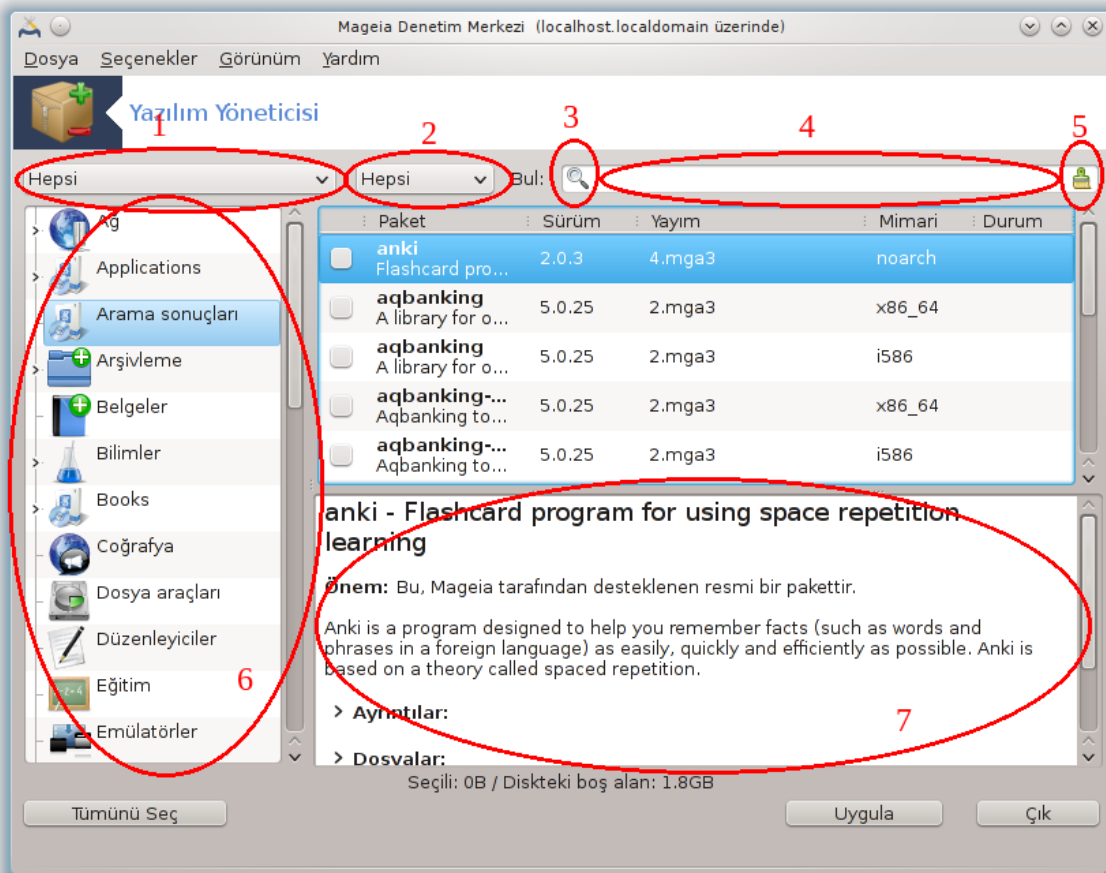 Mageia Denetim Merkezi (localhost.localdomain üzerinde)
Dosya Seçenekler Görünüm Yardım
Yazılım Yöneticisi
1 2 3 4 5
Hepsi Hepsi Bul:
Ağ
Applications
Arama sonuçları
Arşivleme
Belgeler
Bilimler
Books
Coğrafya
Dosya araçları
Düzenleyiciler
Eğitim
6
Emülatörler
Paket Sürüm Yayım Mimari Durum
anki 2.0.3 4.mga3 noarch
Flashcard pro...
aqbanking 5.0.25 2.mga3 x86_64
A library for o...
aqbanking 5.0.25 2.mga3 i586
A library for o...
aqbanking-... 5.0.25 2.mga3 x86_64
Aqbanking to...
aqbanking-... 5.0.25 2.mga3 i586
Aqbanking to...
anki - Flashcard program for using space repetition
learning
Önem: Bu, Mageia tarafından desteklenen resmi bir pakettir.
Anki is a program designed to help you remember facts (such as words and
phrases in a foreign language) as easily, quickly and efficiently as possible. Anki is
based on a theory called spaced repetition.
Ayrıntılar:
7
Dosyalar:
Seçili: 0B / Diskteki boş alan: 1.8GB
Tümünü Seç Uygula Çık